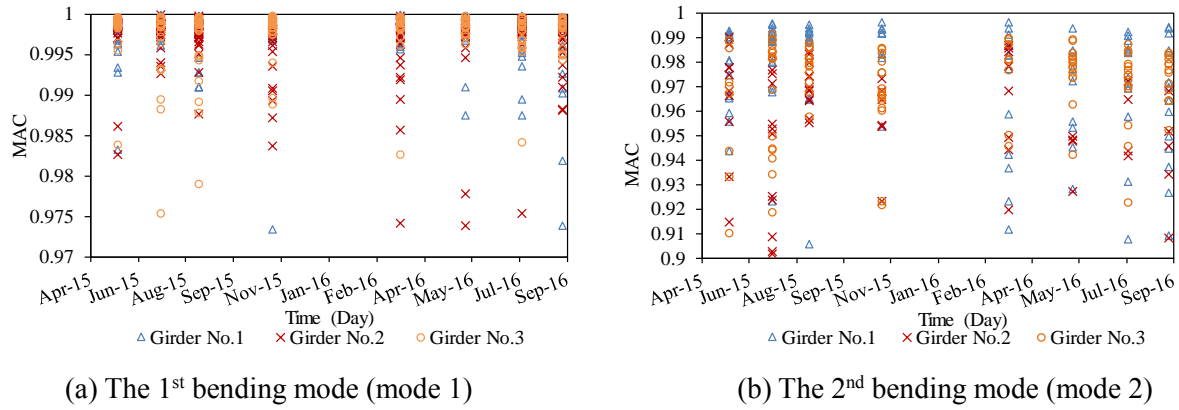 1
0.995
0.99
0.985
0.98
0.975
0.97
MAC
Apr-15 Jun-15 Aug-15 Sep-15 Nov-15 Jan-16 Feb-16 Apr-16 May-16 Jul-16 Sep-16
Time (Day)
Girder No.1 Girder No.2 Girder No.3
(a) The 1st bending mode (mode 1)
1
0.99
0.98
0.97
0.96
0.95
0.94
0.93
0.92
0.91
0.9
MAC
Apr-15 Jun-15 Aug-15 Sep-15 Nov-15 Jan-16 Feb-16 Apr-16 May-16 Jul-16 Sep-16
Time (Day)
Girder No.1 Girder No.2 Girder No.3
(b) The 2nd bending mode (mode 2)